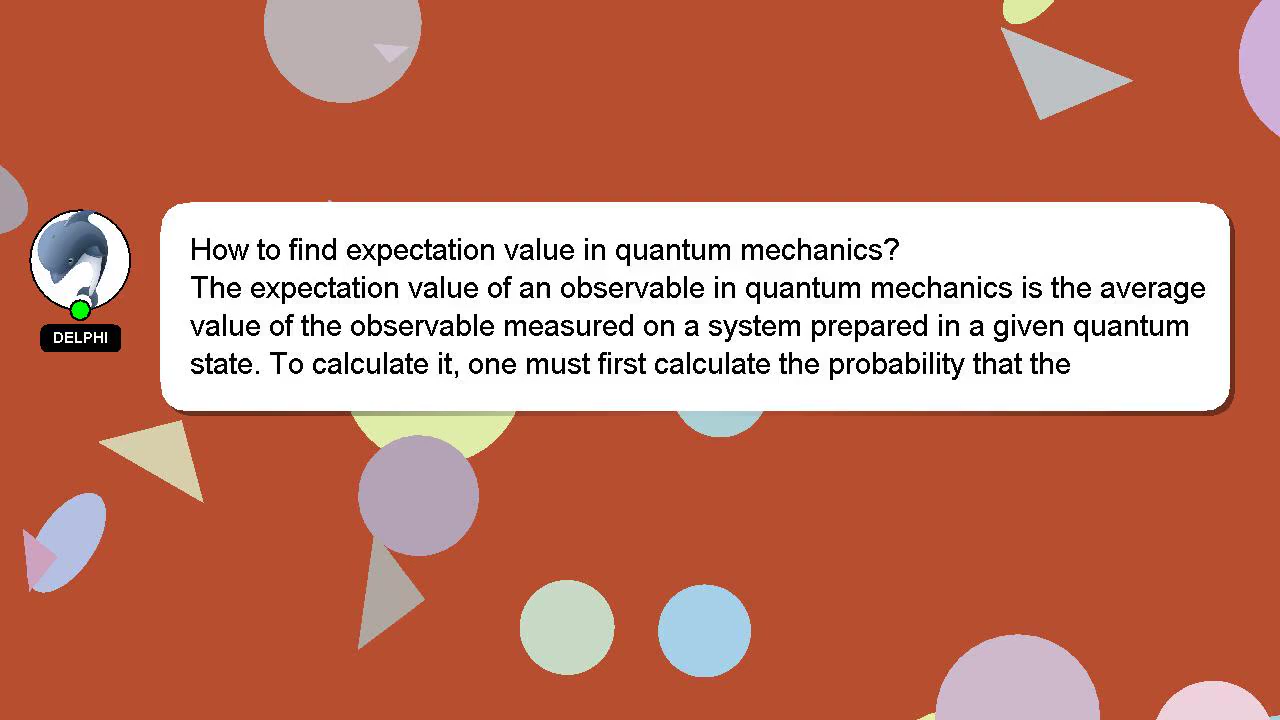 How to find expectation value in quantum mechanics?
The expectation value of an observable in quantum mechanics is the average
value of the observable measured on a system prepared in a given quantum
state. To calculate it, one must first calculate the probability that the
DELPHI